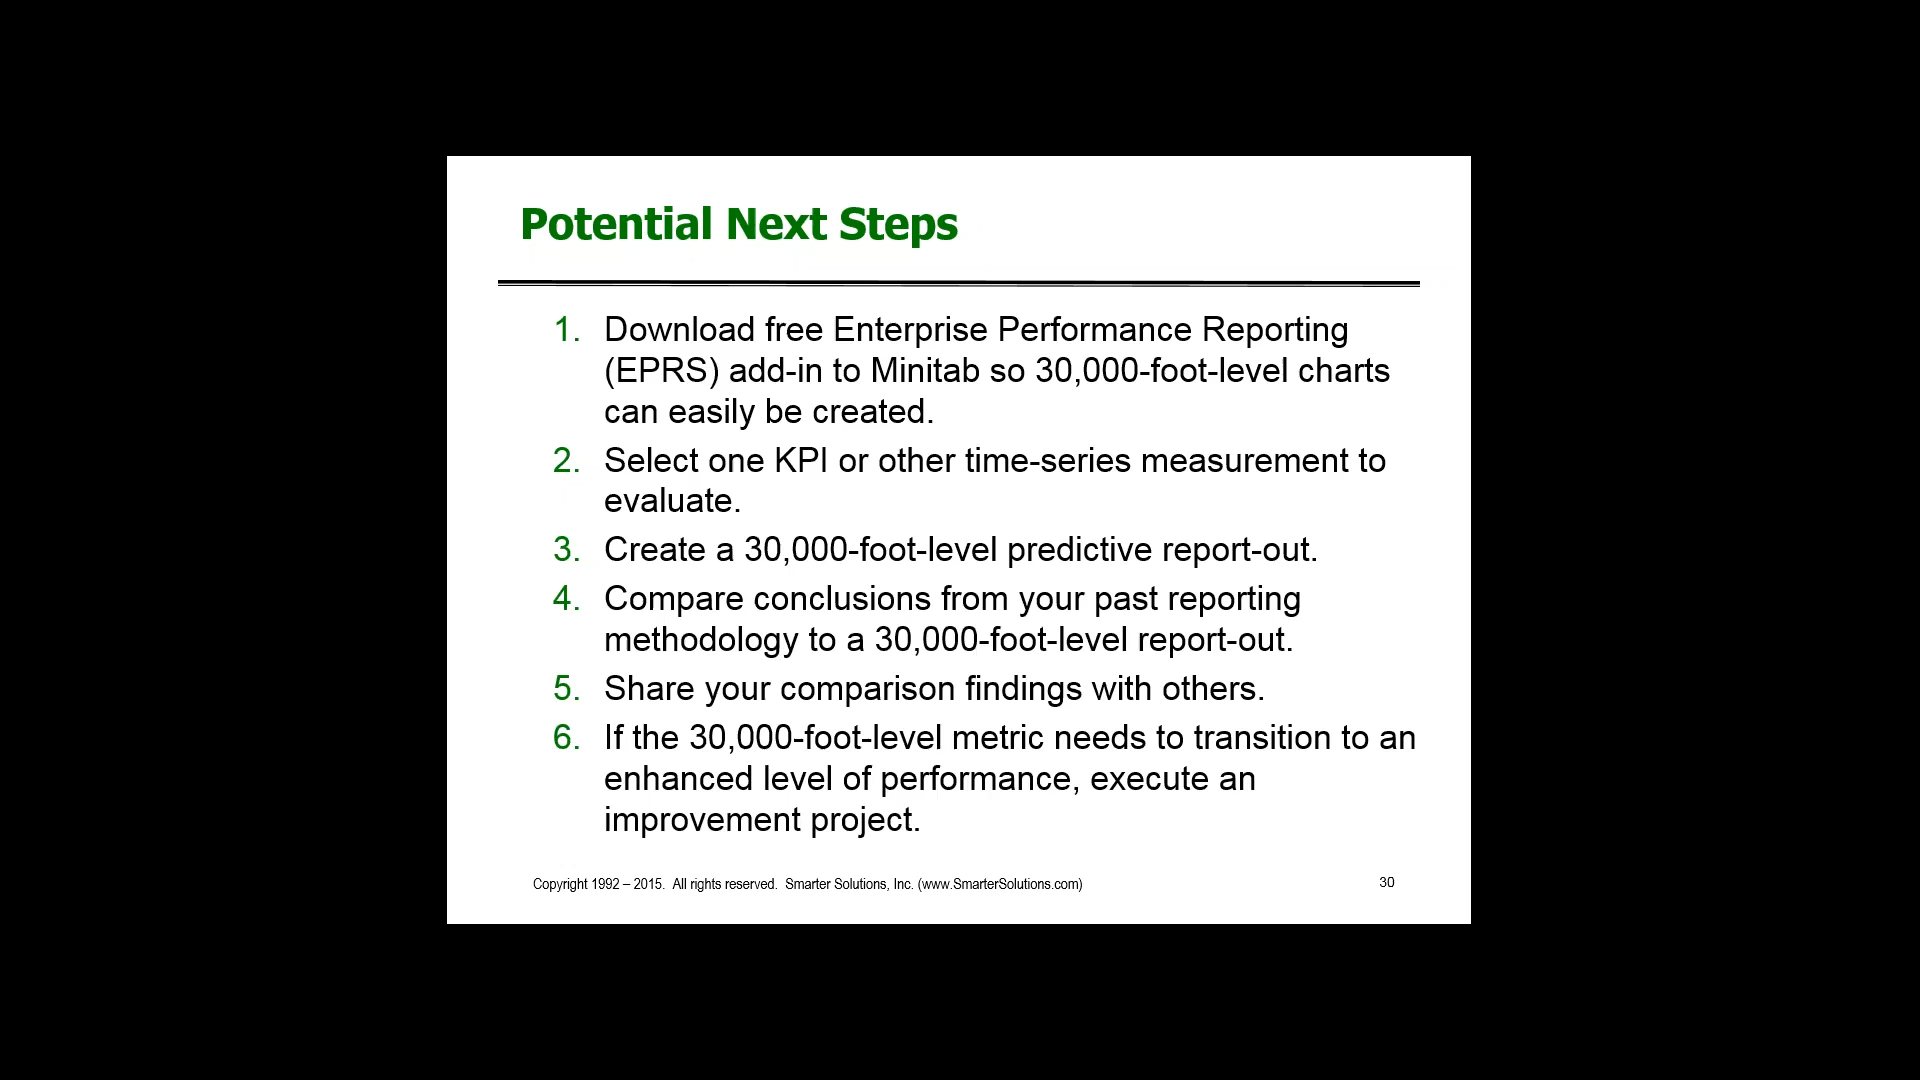 Potential Next Steps
1. Download free Enterprise Performance Reporting
(EPRS) add-in to Minitab so 30,000-foot-level charts
can easily be created.
2. Select one KPI or other time-series measurement to
evaluate.
3. Create a 30,000-foot-level predictive report-out.
4. Compare conclusions from your past reporting
methodology to a 30,000-foot-level report-out.
5. Share your comparison findings with others.
6. If the 30,000-foot-level metric needs to transition to an
enhanced level of performance, execute an
improvement project.
Copyright 1992 – 2015. All rights reserved. Smarter Solutions, Inc. (www.SmarterSolutions.com)
30